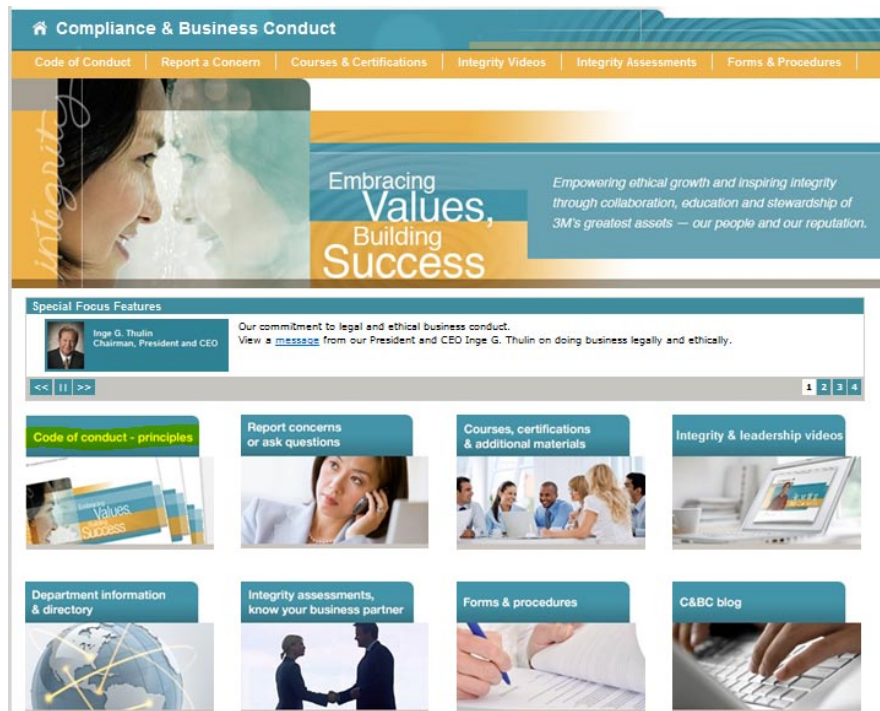 Compliance & Business Conduct
Code of Conduct
Report a Concern
Courses & Certifications
Integrity Videos
Integrity Assessments
Forms & Procedures
integrity
Embracing
Values,
Building
Success
Empowering ethical growth and inspiring integrity
through collaboration, education and stewardship of
3M's greatest assets — our people and our reputation.
Special Focus Features
Inge G. Thulin
Chairman, President and CEO
Our commitment to legal and ethical business conduct.
View a message from our President and CEO Inge G. Thulin on doing business legally and ethically.
<< || >>
1 2 3 4
Code of conduct - principles
Report concerns
or ask questions
Courses, certifications
& additional materials
Integrity & leadership videos
Embracing
Values,
Building
Success
Department information
& directory
Integrity assessments,
know your business partner
Forms & procedures
C&BC blog